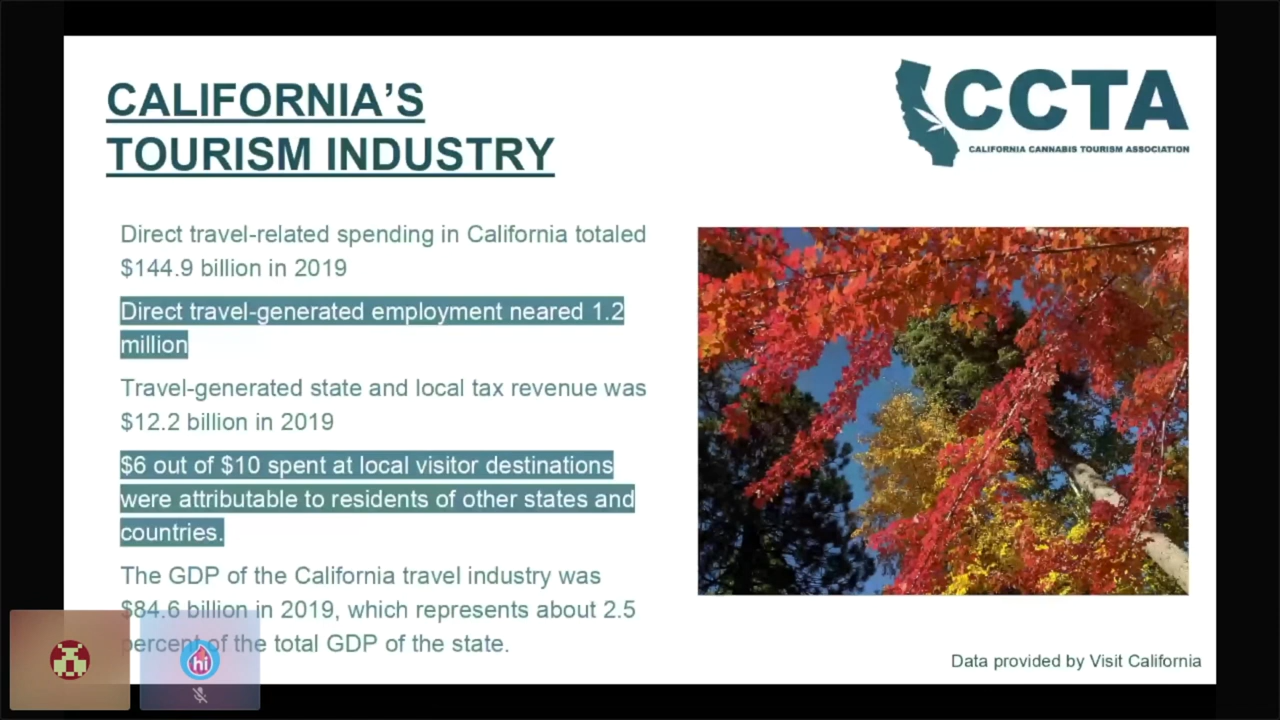 CALIFORNIA'S
TOURISM INDUSTRY
CCTA
CALIFORNIA CANNABIS TOURISM ASSOCIATION
Direct travel-related spending in California totaled
$144.9 billion in 2019
Direct travel-generated employment neared 1.2
million
Travel-generated state and local tax revenue was
$12.2 billion in 2019
$6 out of $10 spent at local visitor destinations
were attributable to residents of other states and
countries.
The GDP of the California travel industry was
$84.6 billion in 2019, which represents about 2.5
percent of the total GDP of the state.
hi
Data provided by Visit California